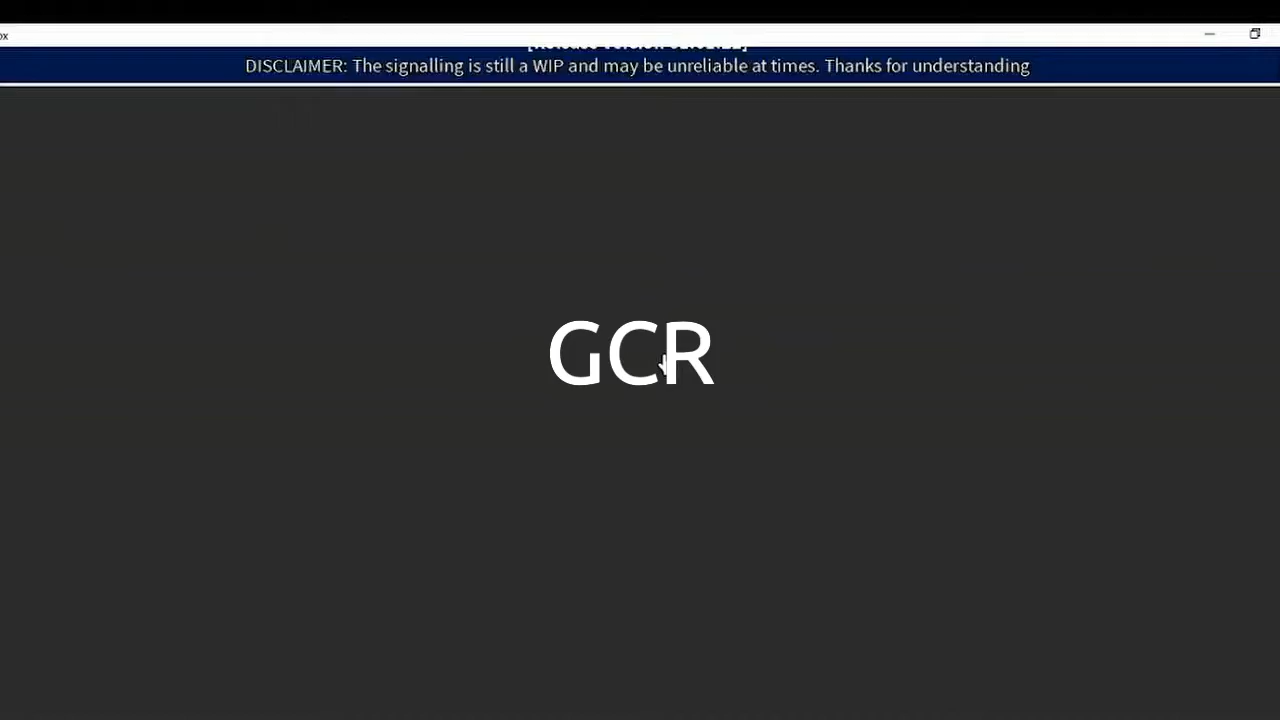 DISCLAIMER: The signalling is still a WIP and may be unreliable at times. Thanks for understanding
GCR